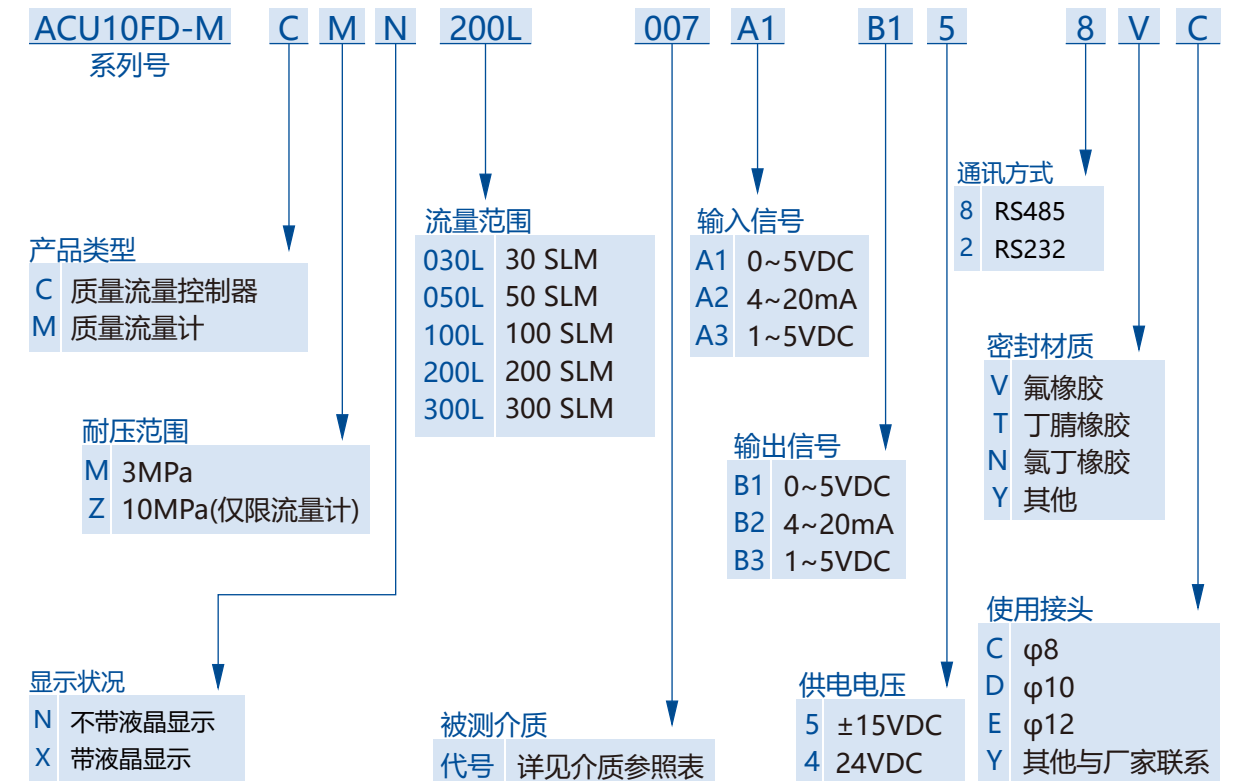 ACU10FD-M C M N 200L 007 A1 B1 5 8 V C
系列号
产品类型
C 质量流量控制器
M 质量流量计
耐压范围
M 3MPa
Z 10MPa(仅限流量计)
显示状况
N 不带液晶显示
X 带液晶显示
流量范围
030L 30 SLM
050L 50 SLM
100L 100 SLM
200L 200 SLM
300L 300 SLM
被测介质
代号 详见介质参照表
输入信号
A1 0~5VDC
A2 4~20mA
A3 1~5VDC
输出信号
B1 0~5VDC
B2 4~20mA
B3 1~5VDC
供电电压
5 ±15VDC
4 24VDC
通讯方式
8 RS485
2 RS232
密封材质
V 氟橡胶
T 丁腈橡胶
N 氯丁橡胶
Y 其他
使用接头
C φ8
D φ10
E φ12
Y 其他与厂家联系